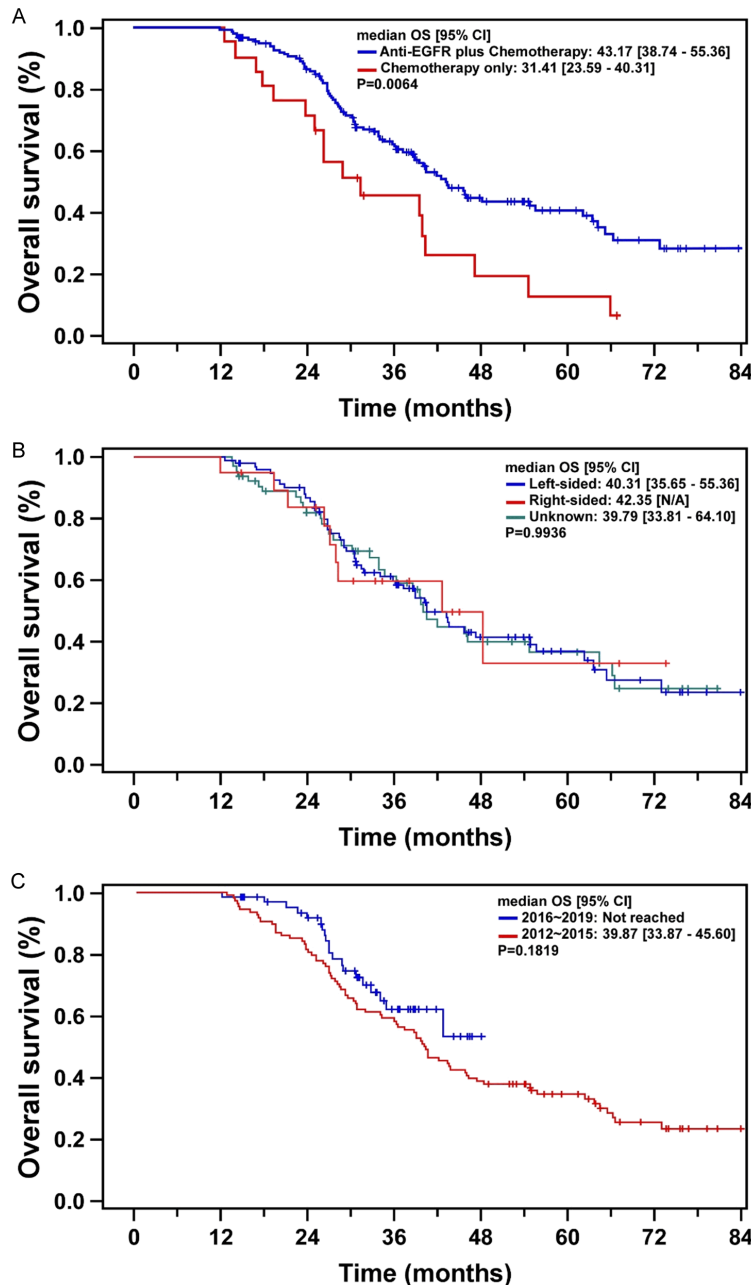 A
median OS [95% CI]
Anti-EGFR plus Chemotherapy: 43.17 [38.74 - 55.36]
Chemotherapy only: 31.41 [23.59 - 40.31]
P=0.0064
Overall survival (%)
1.0
0.8
0.6
0.4
0.2
0.0
0 12 24 36 48 60 72 84
Time (months)
B
median OS [95% CI]
Left-sided: 40.31 [35.65 - 55.36]
Right-sided: 42.35 [N/A]
Unknown: 39.79 [33.81 - 64.10]
P=0.9936
Overall survival (%)
1.0
0.8
0.6
0.4
0.2
0.0
0 12 24 36 48 60 72 84
Time (months)
C
median OS [95% CI]
2016~2019: Not reached
2012~2015: 39.87 [33.87 - 45.60]
P=0.1819
Overall survival (%)
1.0
0.8
0.6
0.4
0.2
0.0
0 12 24 36 48 60 72 84
Time (months)